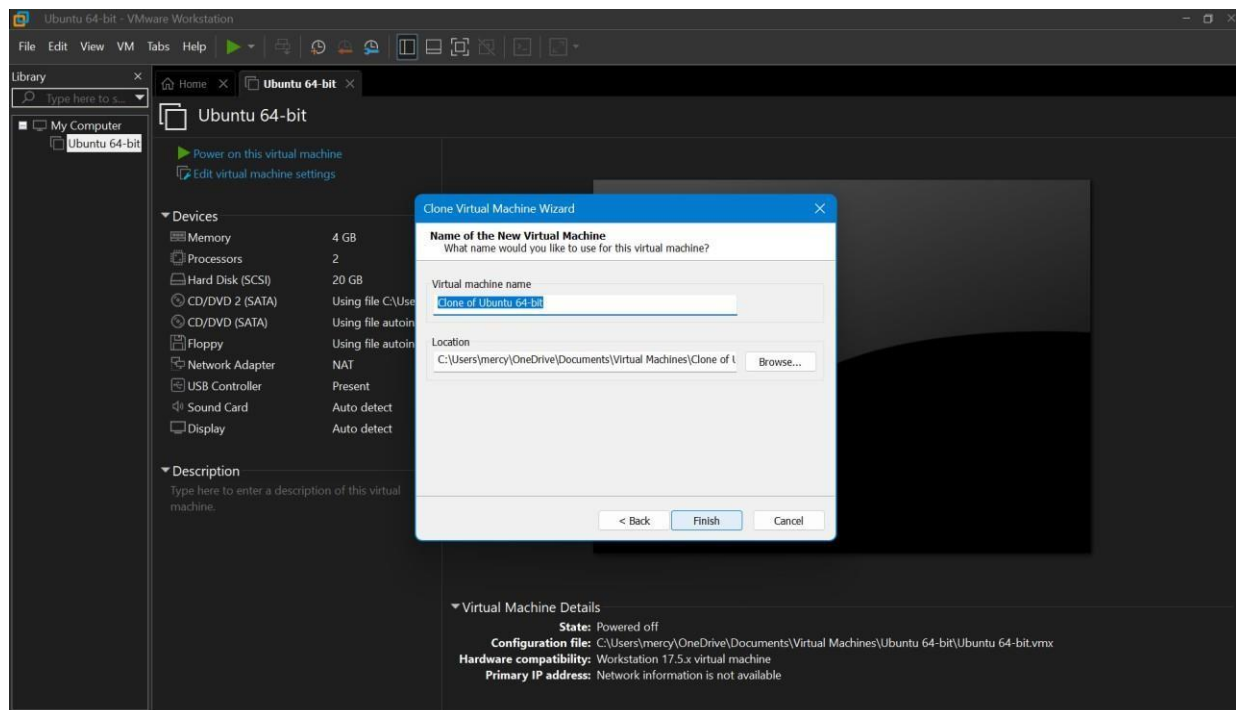 Ubuntu 64-bit - VMware Workstation
File Edit View VM Tabs Help
Library
Type here to s...
My Computer
Ubuntu 64-bit
Home
Ubuntu 64-bit
Ubuntu 64-bit
Power on this virtual machine
Edit virtual machine settings
Devices
Memory 4 GB
Processors 2
Hard Disk (SCSI) 20 GB
CD/DVD 2 (SATA) Using file C:\Use
CD/DVD (SATA) Using file autoin
Floppy Using file autoin
Network Adapter NAT
USB Controller Present
Sound Card Auto detect
Display Auto detect
Description
Type here to enter a description of this virtual
machine.
Clone Virtual Machine Wizard
Name of the New Virtual Machine
What name would you like to use for this virtual machine?
Virtual machine name
Clone of Ubuntu 64-bit
Location
C:\Users\mercy\OneDrive\Documents\Virtual Machines\Clone of U
Browse...
< Back Finish Cancel
Virtual Machine Details
State: Powered off
Configuration file: C:\Users\mercy\OneDrive\Documents\Virtual Machines\Ubuntu 64-bit\Ubuntu 64-bit.vmx
Hardware compatibility: Workstation 17.5.x virtual machine
Primary IP address: Network information is not available